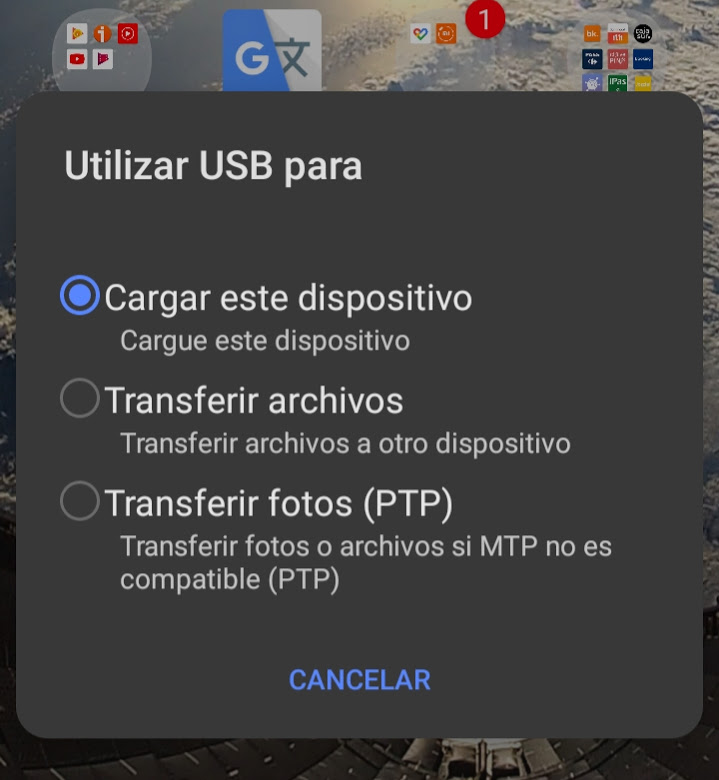 1
Utilizar USB para
Cargar este dispositivo
Cargue este dispositivo
Transferir archivos
Transferir archivos a otro dispositivo
Transferir fotos (PTP)
Transferir fotos o archivos si MTP no es
compatible (PTP)
CANCELAR